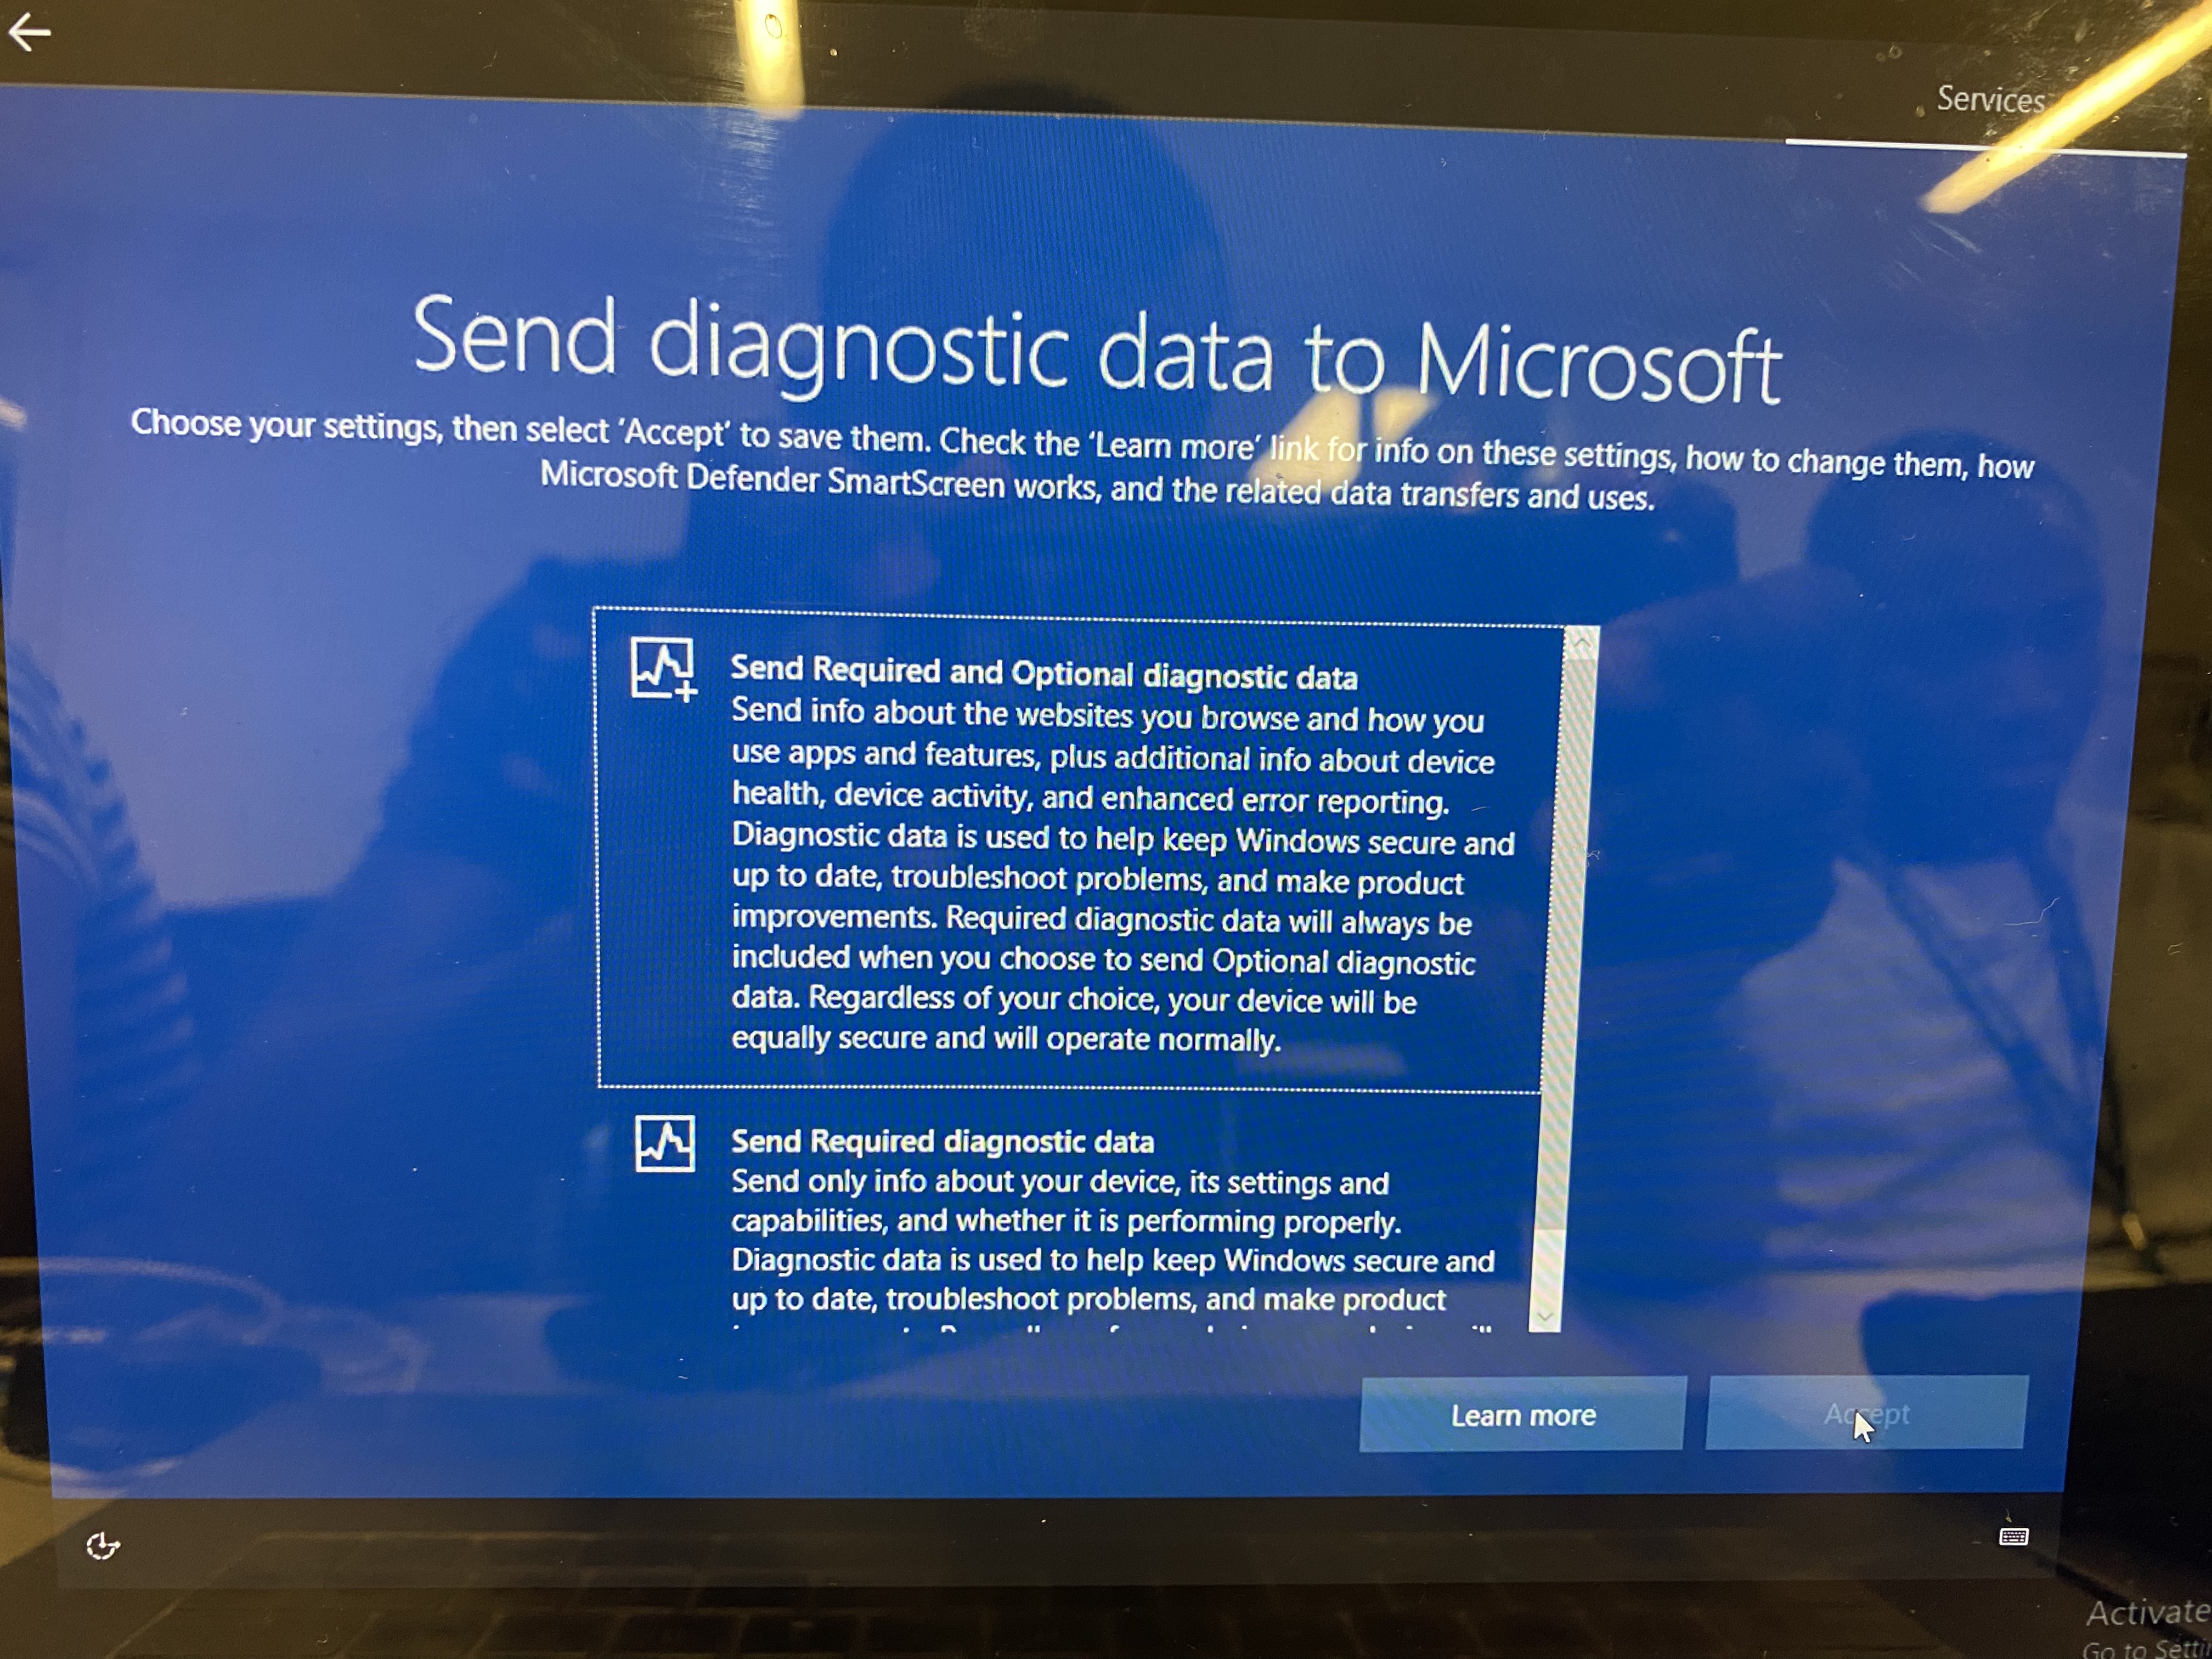 Services
Send diagnostic data to Microsoft
Choose your settings, then select 'Accept' to save them. Check the 'Learn more' link for info on these settings, how to change them, how
Microsoft Defender SmartScreen works, and the related data transfers and uses.
Send Required and Optional diagnostic data
Send info about the websites you browse and how you
use apps and features, plus additional info about device
health, device activity, and enhanced error reporting.
Diagnostic data is used to help keep Windows secure and
up to date, troubleshoot problems, and make product
improvements. Required diagnostic data will always be
included when you choose to send Optional diagnostic
data. Regardless of your choice, your device will be
equally secure and will operate normally.
Send Required diagnostic data
Send only info about your device, its settings and
capabilities, and whether it is performing properly.
Diagnostic data is used to help keep Windows secure and
up to date, troubleshoot problems, and make product
Learn more
Accept
Activate
Go to